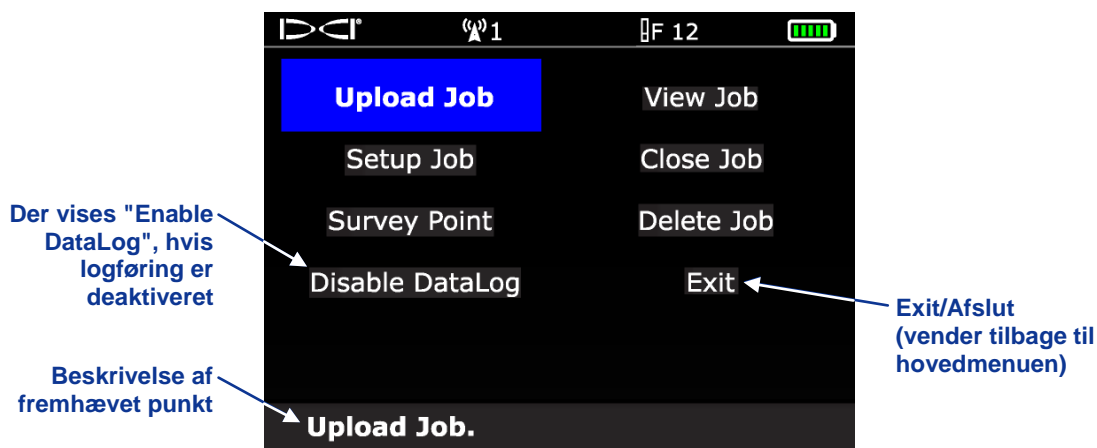 DCI 1 F 12
Upload Job View Job
Setup Job Close Job
Survey Point Delete Job
Disable DataLog Exit
Upload Job.
Der vises "Enable
DataLog", hvis
logføring er
deaktiveret
Beskrivelse af
fremhævet punkt
Exit/Afslut
(vender tilbage til
hovedmenuen)